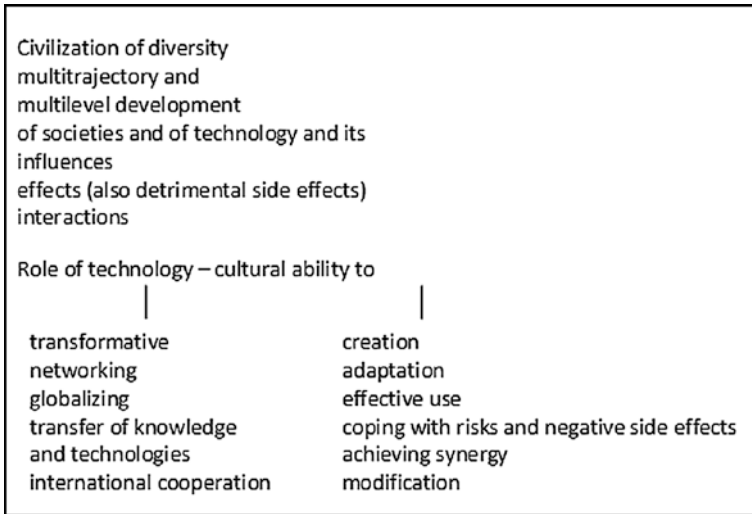 Civilization of diversity
multitrajectory and
multilevel development
of societies and of technology and its
influences
effects (also detrimental side effects)
interactions
Role of technology – cultural ability to
transformative
networking
globalizing
transfer of knowledge
and technologies
international cooperation
creation
adaptation
effective use
coping with risks and negative side effects
achieving synergy
modification